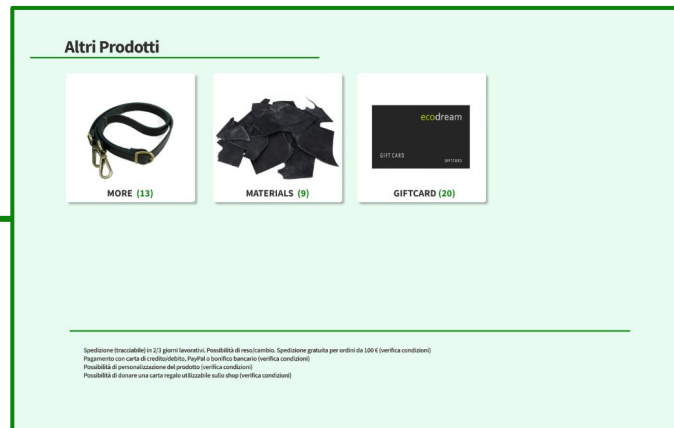 Altri Prodotti
ecodream
GIFT CARD
GIFTCARD
MORE (13)
MATERIALS (9)
GIFTCARD (20)
Spedizione (tracciabile) in 2/3 giorni lavorativi. Possibilità di reso/cambio. Spedizione gratuita per ordini da 100 € (verifica condizioni)
Pagamento con carta di credito/debito, PayPal o bonifico bancario (verifica condizioni)
Possibilità di personalizzazione del prodotto (verifica condizioni)
Possibilità di donare una carta regalo utilizzabile sullo shop (verifica condizioni)